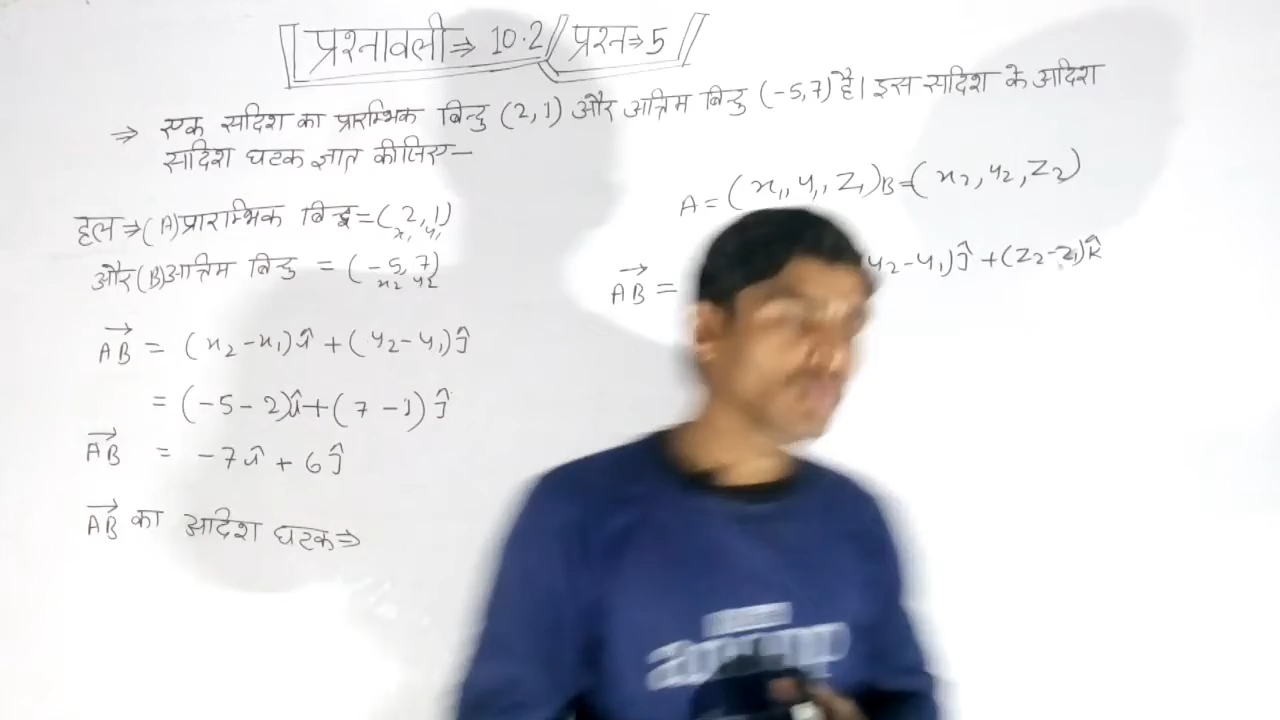 प्रश्नावली⇒ 10.2 / प्रश्न⇒5
⇒ एक सदिश का प्रारम्भिक बिन्दु (2,1) और अन्तिम बिन्दु (-5,7) है। इस सदिश के अदिश
सदिश घटक ज्ञात कीजिए—
हल⇒(A)प्रारम्भिक बिन्दु=(2,1)
x₁ y₁
और(B)अन्तिम बिन्दु = (-5,7)
x₂ y₂
AB⃗ = (x₂-x₁)î + (y₂-y₁)ĵ
= (-5-2)î+(7-1)ĵ
AB⃗ = -7î + 6ĵ
AB⃗ का अदिश घटक⇒
A = (x₁, y₁, z₁) B=(x₂, y₂, z₂)
AB⃗ = y₂-y₁)ĵ +(z₂-z₁)k̂